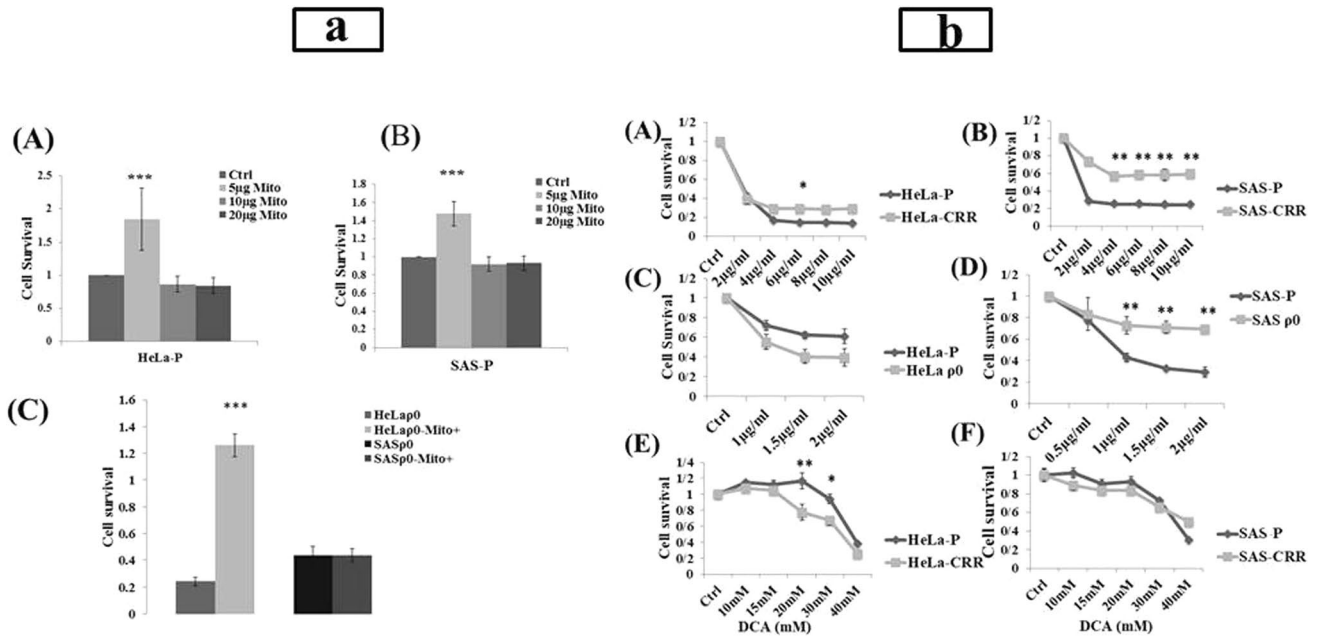 a
b
(A)
Cell Survival
2.5
2
1.5
1
0.5
0
***
Ctrl
5µg Mito
10µg Mito
20µg Mito
HeLa-P
(B)
Cell Survival
1.8
1.6
1.4
1.2
1
0.8
0.6
0.4
0.2
0
***
Ctrl
5µg Mito
10µg Mito
20µg Mito
SAS-P
(C)
Cell survival
1.6
1.4
1.2
1
0.8
0.6
0.4
0.2
0
***
HeLaρ0
HeLaρ0-Mito+
SASρ0
SASρ0-Mito+
(A)
Cell survival
1/2
1
0/8
0/6
0/4
0/2
0
*
HeLa-P
HeLa-CRR
Ctrl
2µg/ml
4µg/ml
6µg/ml
8µg/ml
10µg/ml
(B)
Cell survival
1/2
1
0/8
0/6
0/4
0/2
0
** ** ** **
SAS-P
SAS-CRR
Ctrl
2µg/ml
4µg/ml
6µg/ml
8µg/ml
10µg/ml
(C)
Cell Survival
1/2
1
0/8
0/6
0/4
0/2
0
HeLa-P
HeLa ρ0
Ctrl
1µg/ml
1.5µg/ml
2µg/ml
(D)
Cell survival
1/2
1
0/8
0/6
0/4
0/2
0
** ** **
SAS-P
SAS ρ0
Ctrl
0.5µg/ml
1µg/ml
1.5µg/ml
2µg/ml
(E)
Cell survival
1/4
1/2
1
0/8
0/6
0/4
0/2
0
** *
HeLa-P
HeLa-CRR
Ctrl
10mM
15mM
20mM
30mM
40mM
DCA (mM)
(F)
Cell survival
1/2
1
0/8
0/6
0/4
0/2
0
SAS-P
SAS-CRR
Ctrl
10mM
15mM
20mM
30mM
40mM
DCA (mM)